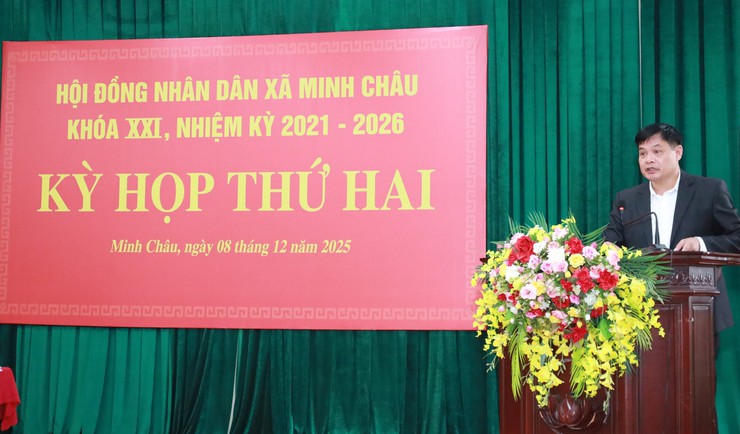 HỘI ĐỒNG NHÂN DÂN XÃ MINH CHÂU
KHÓA XXI, NHIỆM KỲ 2021 - 2026
KỲ HỌP THỨ HAI
Minh Châu, ngày 08 tháng 12 năm 2025